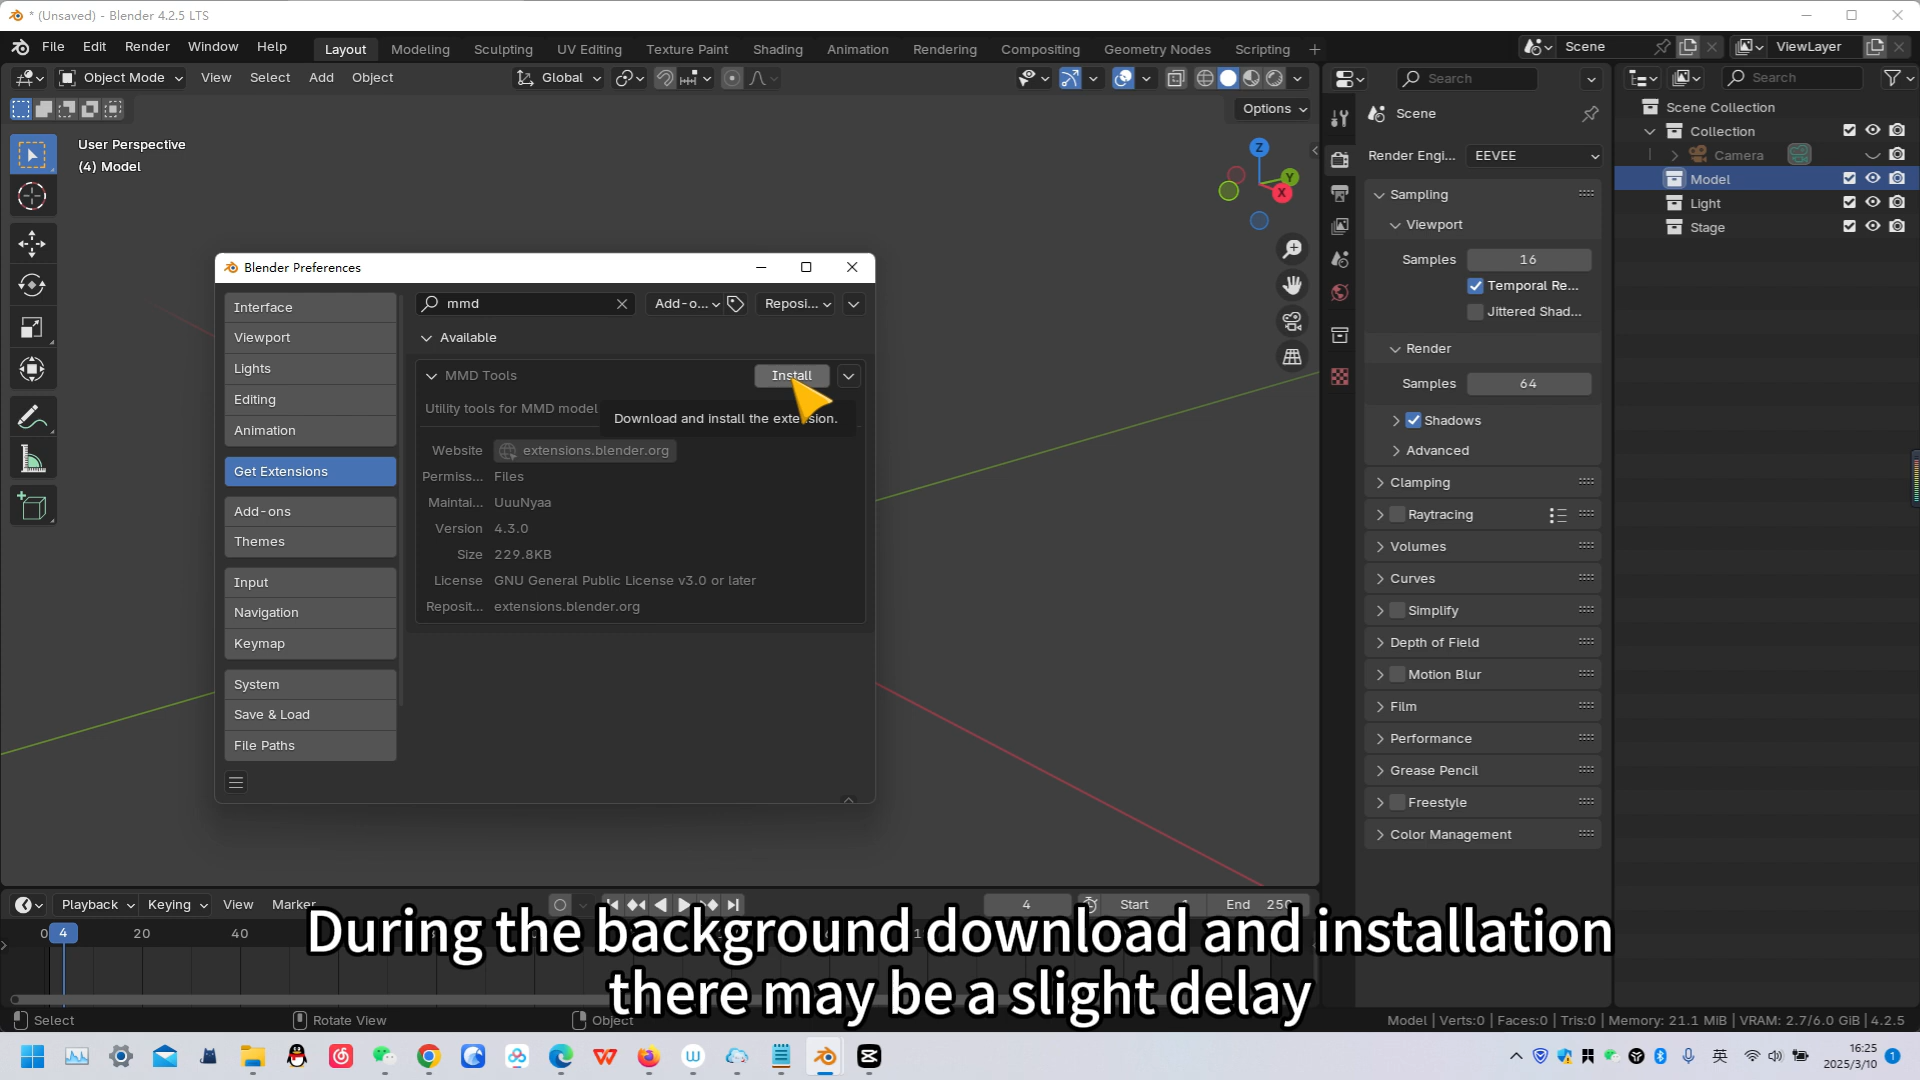 * (Unsaved) - Blender 4.2.5 LTS
File Edit Render Window Help
Layout Modeling Sculpting UV Editing Texture Paint Shading Animation Rendering Compositing Geometry Nodes Scripting +
Scene
ViewLayer
Object Mode View Select Add Object
Global
Search
Search
Options
User Perspective
(4) Model
Z
Y
X
Scene
Render Engi... EEVEE
Sampling
Viewport
Samples 16
Temporal Re...
Jittered Shad...
Render
Samples 64
Shadows
Advanced
Clamping
Raytracing
Volumes
Curves
Simplify
Depth of Field
Motion Blur
Film
Performance
Grease Pencil
Freestyle
Color Management
Scene Collection
Collection
Camera
Model
Light
Stage
Blender Preferences
Interface
Viewport
Lights
Editing
Animation
Get Extensions
Add-ons
Themes
Input
Navigation
Keymap
System
Save & Load
File Paths
mmd
Add-o...
Reposi...
Available
MMD Tools
Install
Utility tools for MMD model
Download and install the extension.
Website extensions.blender.org
Permiss... Files
Maintai... UuuNyaa
Version 4.3.0
Size 229.8KB
License GNU General Public License v3.0 or later
Reposit... extensions.blender.org
Playback Keying View Marker
4
Start 1
End 250
0 4 20 40
During the background download and installation
there may be a slight delay
Select
Rotate View
Object
Model | Verts:0 | Faces:0 | Tris:0 | Memory: 21.1 MiB | VRAM: 2.7/6.0 GiB | 4.2.5
英
16:25
2025/3/10
1